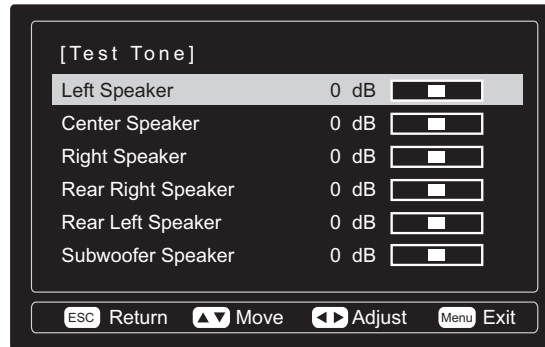 [Test Tone]
Left Speaker 0 dB
Center Speaker 0 dB
Right Speaker 0 dB
Rear Right Speaker 0 dB
Rear Left Speaker 0 dB
Subwoofer Speaker 0 dB
ESC Return ▲▼ Move ◀▶ Adjust Menu Exit